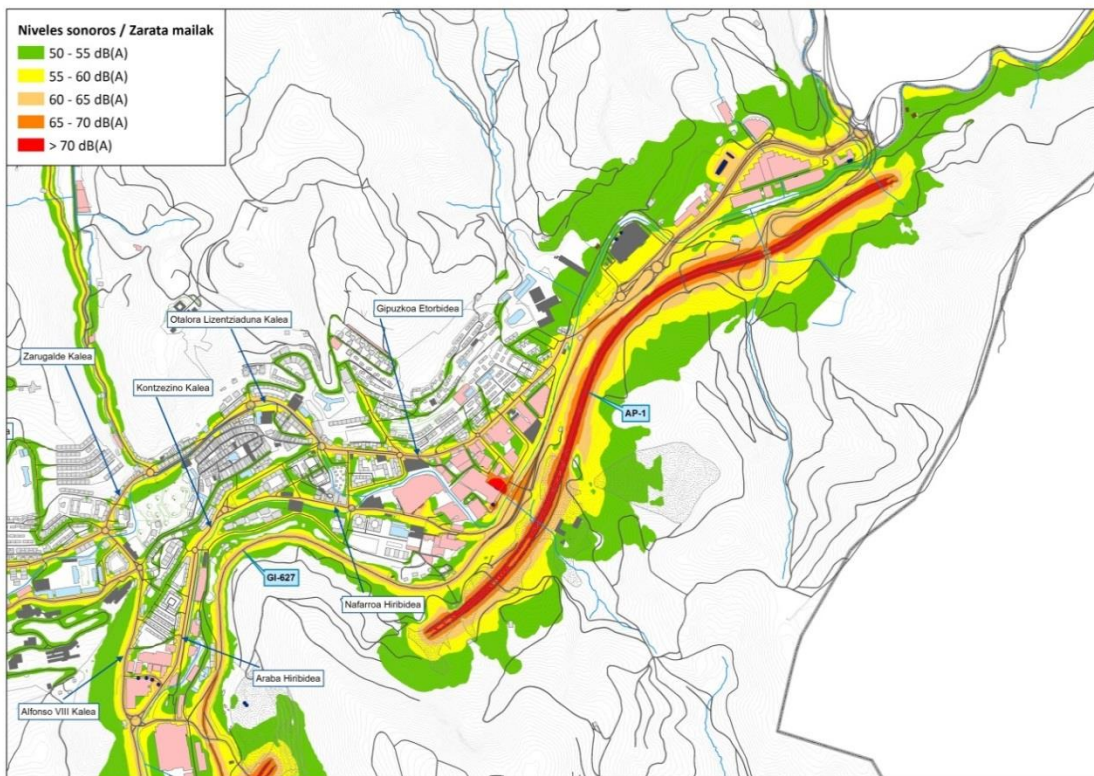 Niveles sonoros / Zarata mailak
50 - 55 dB(A)
55 - 60 dB(A)
60 - 65 dB(A)
65 - 70 dB(A)
> 70 dB(A)
Gipuzkoa Etorbidea
Otalora Lizentziaduna Kalea
Zarugalde Kalea
Kontzezino Kalea
AP-1
a
GI-627
Nafarroa Hiribidea
Araba Hiribidea
Alfonso VIII Kalea